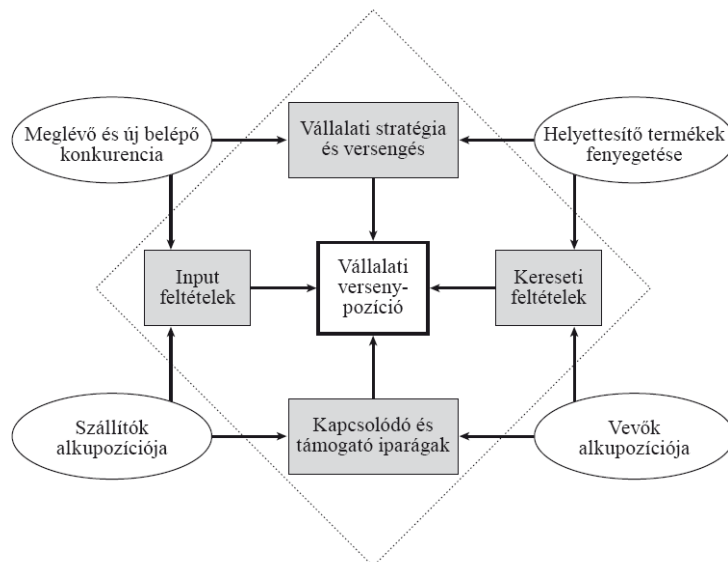 Meglévő és új belépő
konkurencia
Vállalati stratégia
és versengés
Helyettesítő termékek
fenyegetése
Input
feltételek
Vállalati
verseny-
pozíció
Kereseti
feltételek
Szállítók
alkupozíciója
Kapcsolódó és
támogató iparágak
Vevők
alkupozíciója